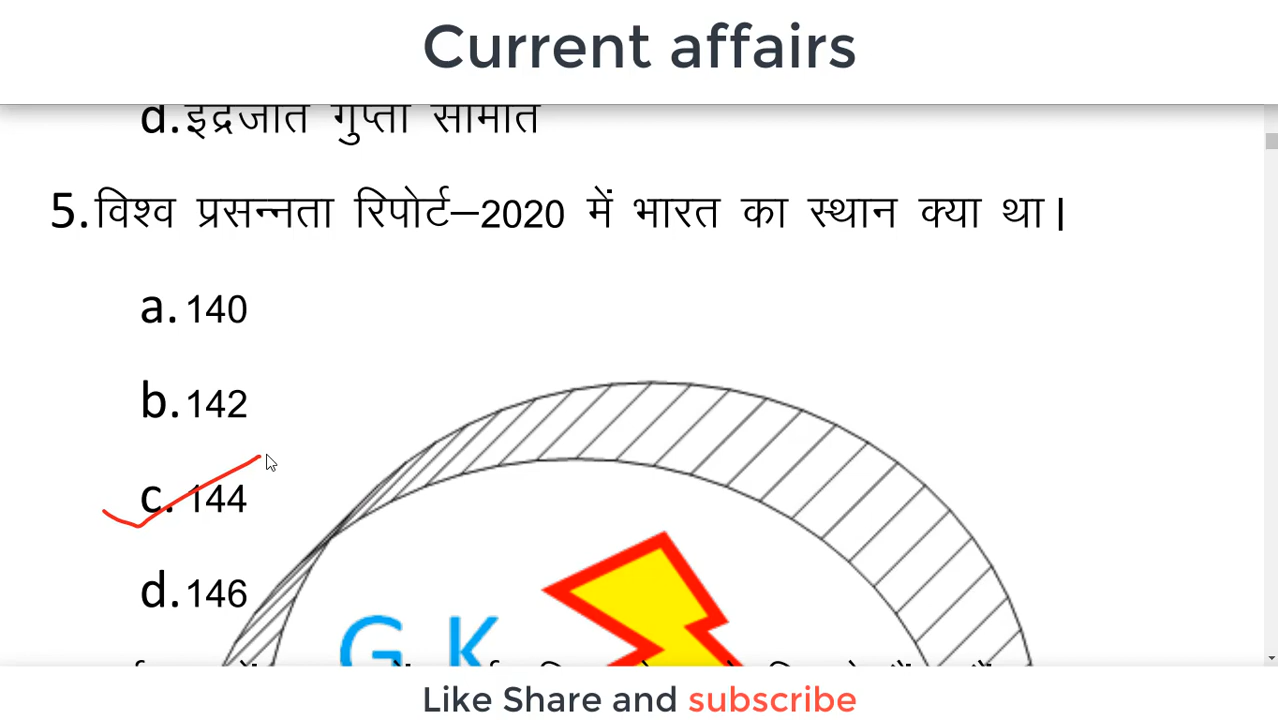 Current affairs
d. इंद्रजीत गुप्ता समिति
5. विश्व प्रसन्नता रिपोर्ट–2020 में भारत का स्थान क्या था।
a. 140
b. 142
c. 144
d. 146
G K
Like Share and subscribe